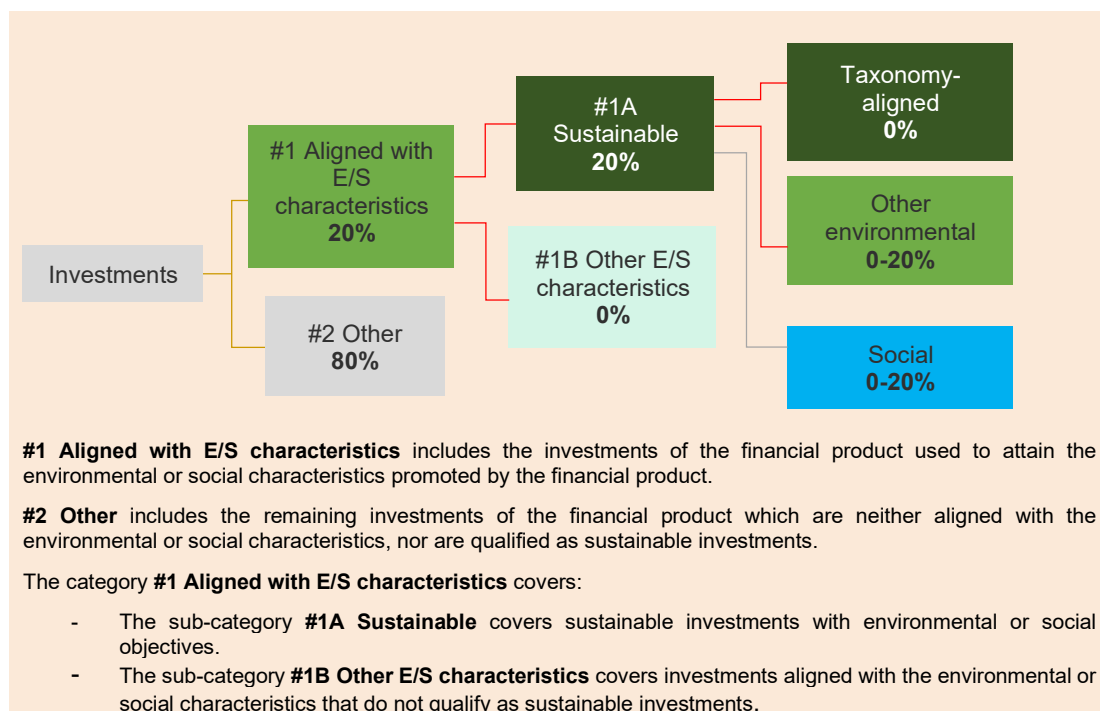 Investments
#1 Aligned with
E/S
characteristics
20%
#2 Other
80%
#1A
Sustainable
20%
#1B Other E/S
characteristics
0%
Taxonomy-
aligned
0%
Other
environmental
0-20%
Social
0-20%
#1 Aligned with E/S characteristics includes the investments of the financial product used to attain the
environmental or social characteristics promoted by the financial product.
#2 Other includes the remaining investments of the financial product which are neither aligned with the
environmental or social characteristics, nor are qualified as sustainable investments.
The category #1 Aligned with E/S characteristics covers:
- The sub-category #1A Sustainable covers sustainable investments with environmental or social
objectives.
- The sub-category #1B Other E/S characteristics covers investments aligned with the environmental or
social characteristics that do not qualify as sustainable investments.